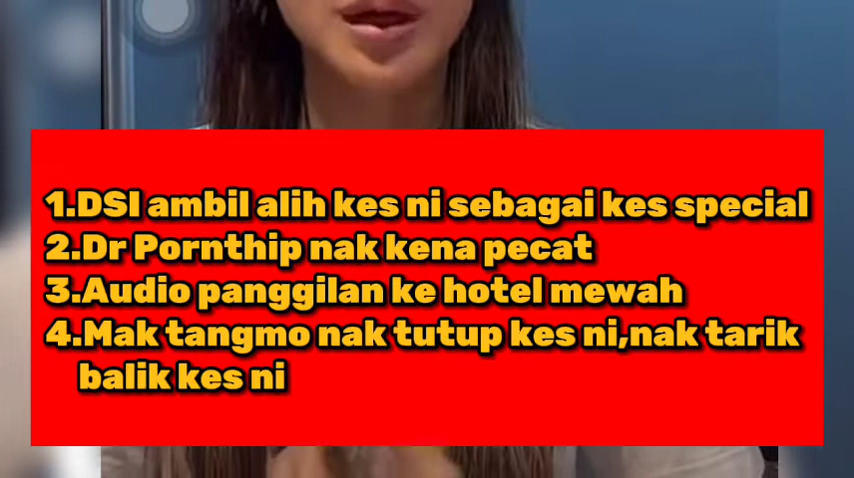 1.DSI ambil alih kes ni sebagai kes special
2.Dr Pornthip nak kena pecat
3.Audio panggilan ke hotel mewah
4.Mak tangmo nak tutup kes ni,nak tarik
balik kes ni